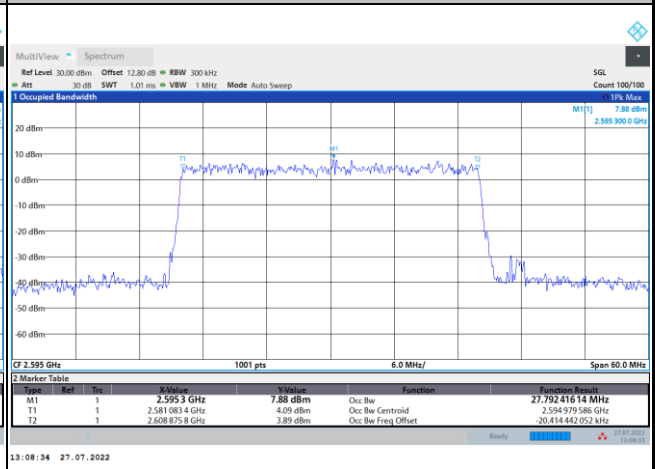 MultiView Spectrum
Ref Level 30.00 dBm Offset 12.80 dB RBW 300 kHz SGL
Att 30 dB SWT 1.01 ms VBW 1 MHz Mode Auto Sweep Count 100/100
1 Occupied Bandwidth 1Pk Max
M1[1] 7.88 dBm
2.595 300 0 GHz
20 dBm
M1
10 dBm
T1 T2
0 dBm
-10 dBm
-20 dBm
-30 dBm
-40 dBm
-50 dBm
-60 dBm
CF 2.595 GHz 1001 pts 6.0 MHz/ Span 60.0 MHz
2 Marker Table
Type Ref Trc X-Value Y-Value Function Function Result
M1 1 2.595 3 GHz 7.88 dBm Occ Bw 27.792 416 14 MHz
T1 1 2.581 083 4 GHz 4.09 dBm Occ Bw Centroid 2.594 979 586 GHz
T2 1 2.608 875 8 GHz 3.89 dBm Occ Bw Freq Offset -20.414 442 052 kHz
Ready 27.07.2022
13:08:33
13:08:34 27.07.2022